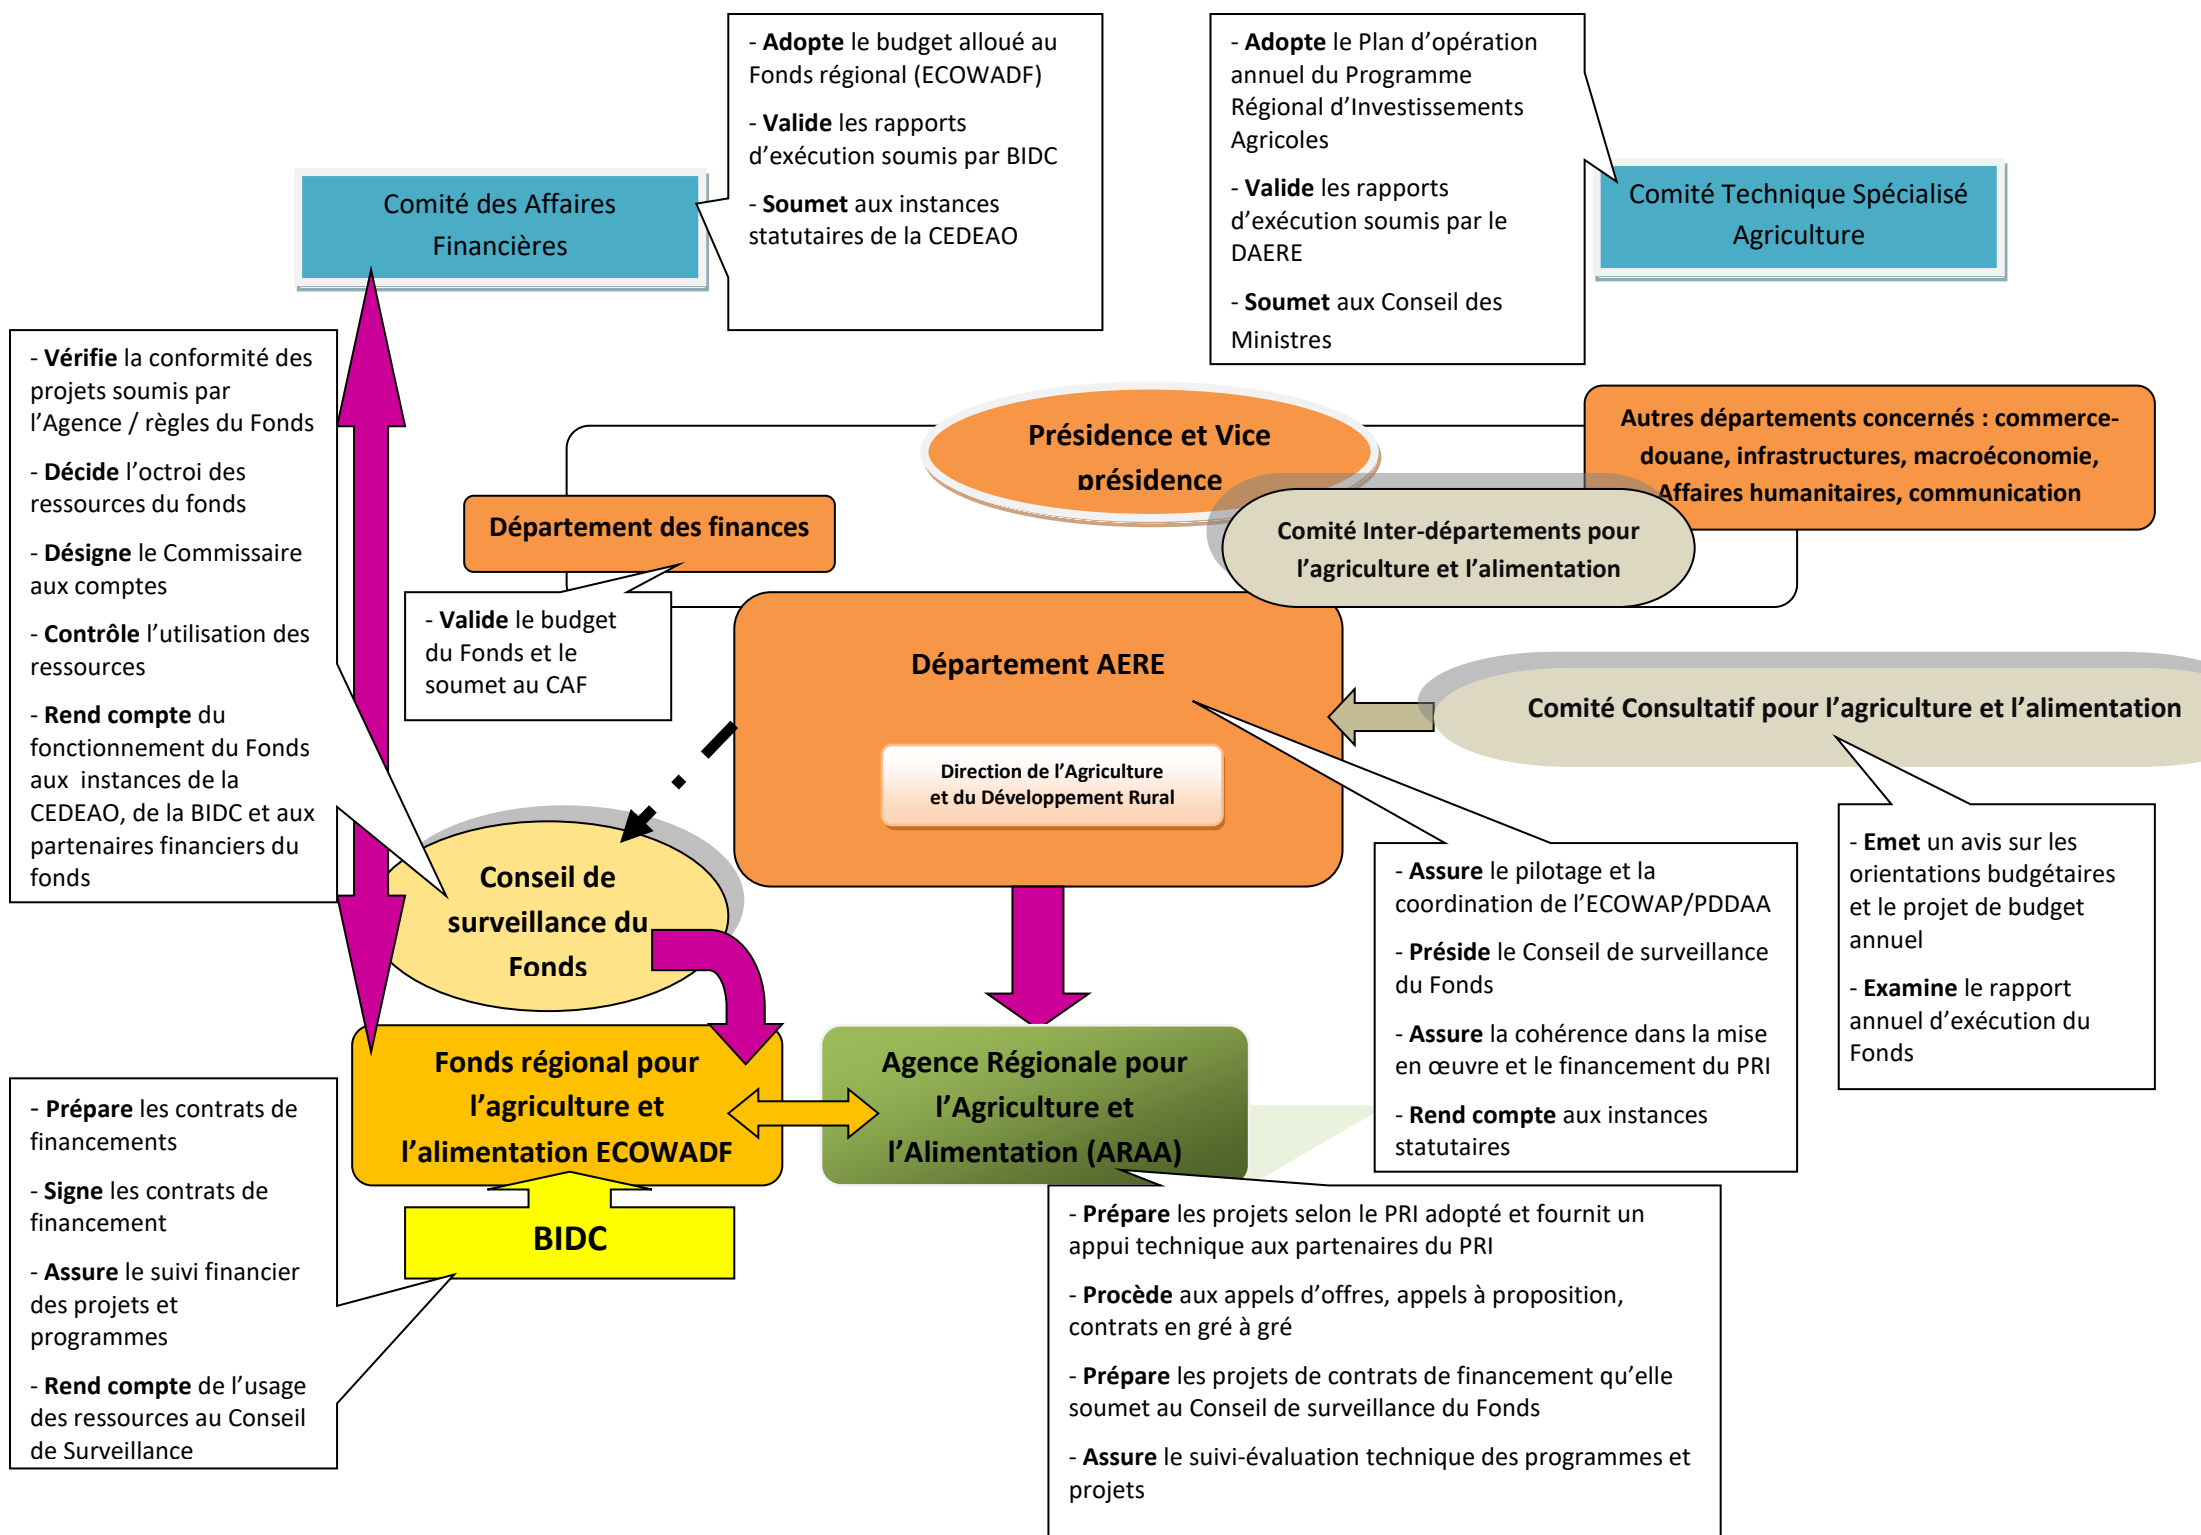 - Adopte le budget alloué au
Fonds régional (ECOWADF)
- Valide les rapports
d’exécution soumis par BIDC
- Soumet aux instances
statutaires de la CEDEAO
- Adopte le Plan d’opération
annuel du Programme
Régional d’Investissements
Agricoles
- Valide les rapports
d’exécution soumis par le
DAERE
- Soumet aux Conseil des
Ministres
Comité des Affaires
Financières
Comité Technique Spécialisé
Agriculture
- Vérifie la conformité des
projets soumis par
l’Agence / règles du Fonds
- Décide l’octroi des
ressources du fonds
- Désigne le Commissaire
aux comptes
- Contrôle l’utilisation des
ressources
- Rend compte du
fonctionnement du Fonds
aux  instances de la
CEDEAO, de la BIDC et aux
partenaires financiers du
fonds
Présidence et Vice
présidence
Autres départements concernés : commerce-
douane, infrastructures, macroéconomie,
Affaires humanitaires, communication
Département des finances
Comité Inter-départements pour
l’agriculture et l’alimentation
- Valide le budget
du Fonds et le
soumet au CAF
Département AERE
Direction de l’Agriculture
et du Développement Rural
Comité Consultatif pour l’agriculture et l’alimentation
- Emet un avis sur les
orientations budgétaires
et le projet de budget
annuel
- Examine le rapport
annuel d’exécution du
Fonds
- Assure le pilotage et la
coordination de l’ECOWAP/PDDAA
- Préside le Conseil de surveillance
du Fonds
- Assure la cohérence dans la mise
en œuvre et le financement du PRI
- Rend compte aux instances
statutaires
Conseil de
surveillance du
Fonds
Fonds régional pour
l’agriculture et
l’alimentation ECOWADF
Agence Régionale pour
l’Agriculture et
l’Alimentation (ARAA)
BIDC
- Prépare les contrats de
financements
- Signe les contrats de
financement
- Assure le suivi financier
des projets et
programmes
- Rend compte de l’usage
des ressources au Conseil
de Surveillance
- Prépare les projets selon le PRI adopté et fournit un
appui technique aux partenaires du PRI
- Procède aux appels d’offres, appels à proposition,
contrats en gré à gré
- Prépare les projets de contrats de financement qu’elle
soumet au Conseil de surveillance du Fonds
- Assure le suivi-évaluation technique des programmes et
projets